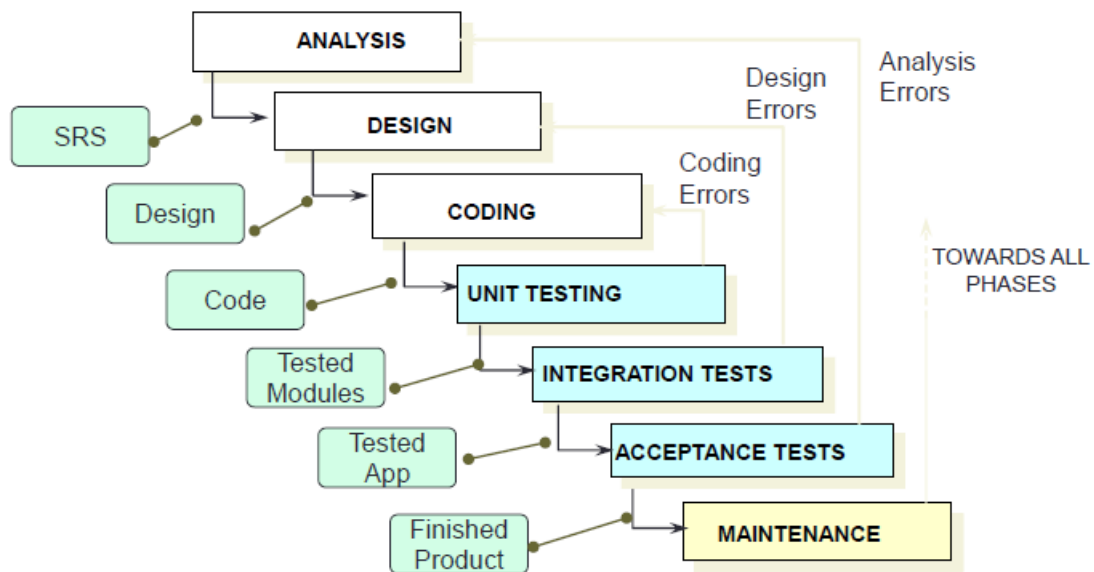 ANALYSIS
Analysis
Errors
Design
Errors
SRS
DESIGN
Coding
Errors
Design
CODING
TOWARDS ALL
PHASES
Code
UNIT TESTING
Tested
Modules
INTEGRATION TESTS
Tested
App
ACCEPTANCE TESTS
Finished
Product
MAINTENANCE